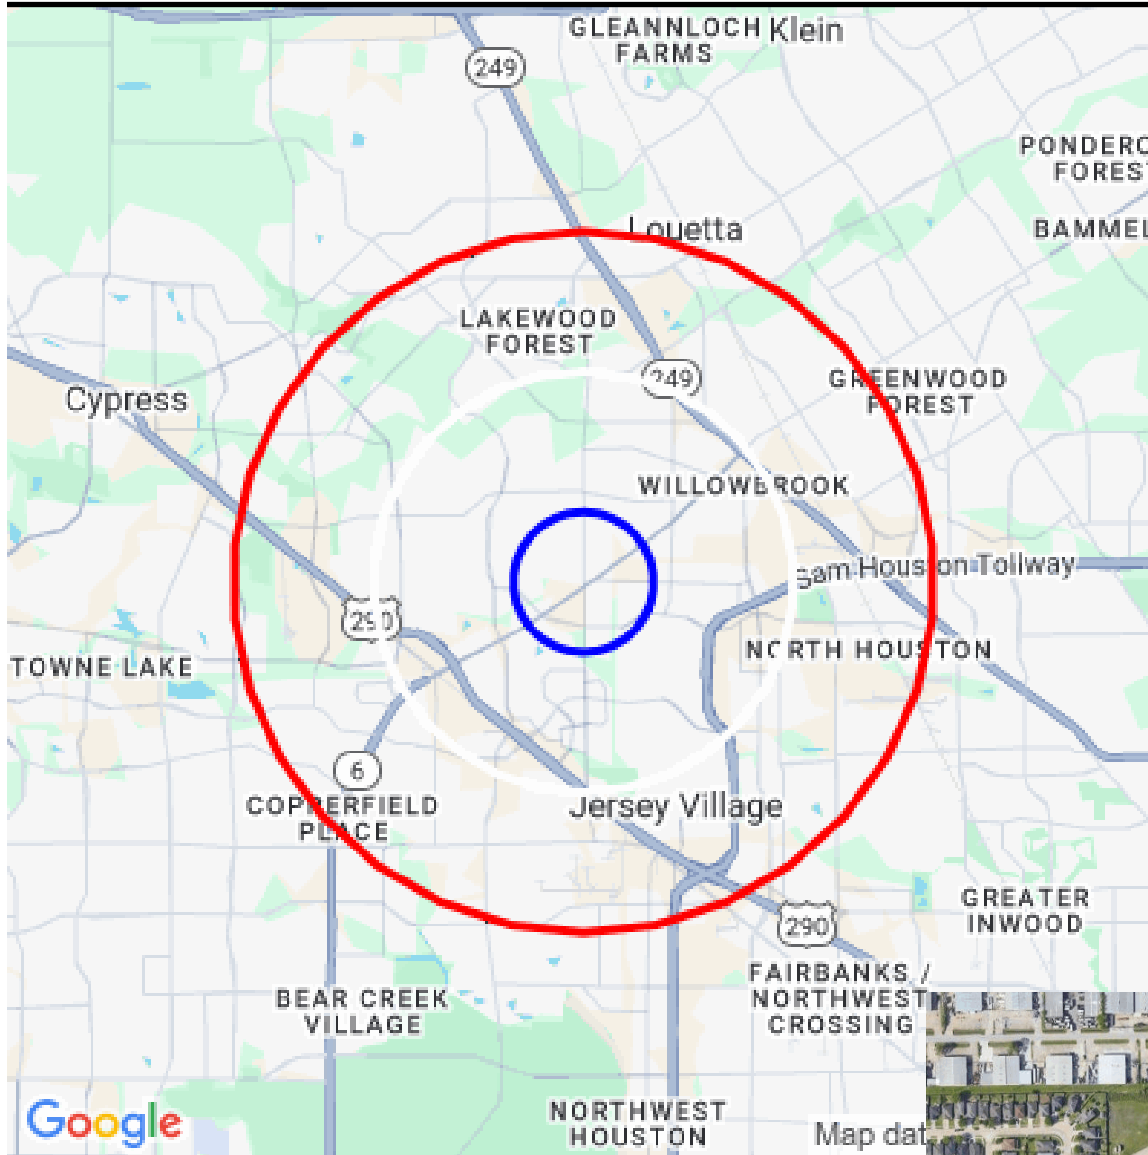 GLEANNLOCH
FARMS
Klein
249
PONDERO
FOREST
BAMMEL
Louetta
LAKEWOOD
FOREST
249
GREENWOOD
FOREST
Cypress
WILLOWBROOK
Sam Houston Tollway
290
NORTH HOUSTON
TOWNE LAKE
6
COPPERFIELD
PLACE
Jersey Village
GREATER
INWOOD
290
FAIRBANKS /
NORTHWEST
CROSSING
BEAR CREEK
VILLAGE
Google
NORTHWEST
HOUSTON
Map dat